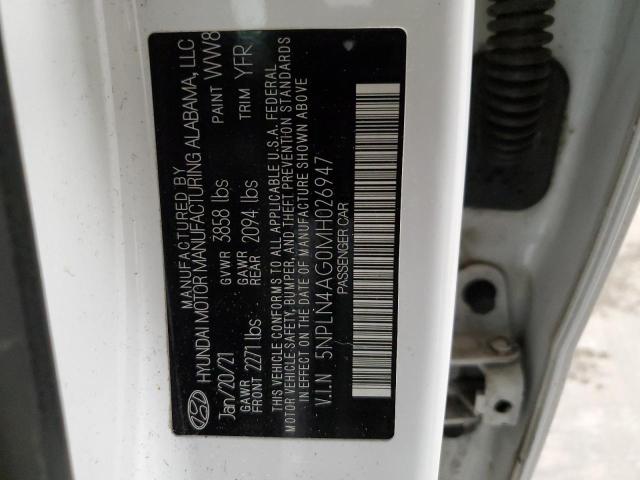 MANUFACTURED BY
HYUNDAI MOTOR MANUFACTURING ALABAMA, LLC
Jan/20/21 GVWR 3858 lbs PAINT WW8
GAWR FRONT 2271 lbs GAWR REAR 2094 lbs TRIM YFR
THIS VEHICLE CONFORMS TO ALL APPLICABLE U.S.A. FEDERAL
MOTOR VEHICLE SAFETY, BUMPER, AND THEFT PREVENTION STANDARDS
IN EFFECT ON THE DATE OF MANUFACTURE SHOWN ABOVE
V.I.N 5NPLN4AG0MH026947
PASSENGER CAR